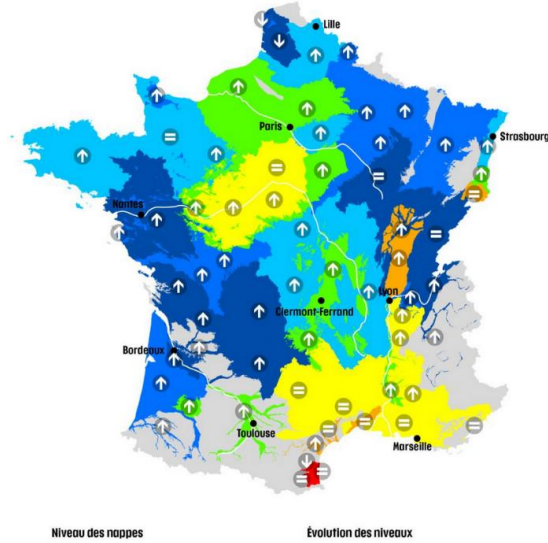 Lille
Paris
Strasbourg
Nantes
Lyon
Clermont-Ferrand
Bordeaux
Toulouse
Marseille
Niveau des nappes
Évolution des niveaux